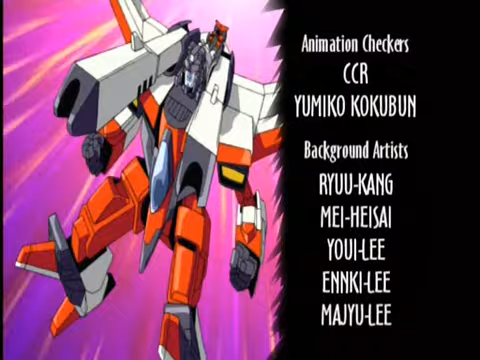 Animation Checkers
CCR
YUMIKO KOKUBUN
Background Artists
RYUU-KANG
MEI-HEISAI
YOUI-LEE
ENNKI-LEE
MAJYU-LEE